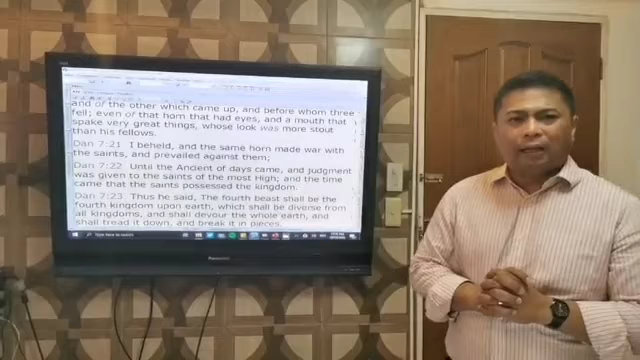 and of the other which came up, and before whom three
fell; even of that horn that had eyes, and a mouth that
spake very great things, whose look was more stout
than his fellows.
Dan 7:21 I beheld, and the same horn made war with
the saints, and prevailed against them;
Dan 7:22 Until the Ancient of days came, and judgment
was given to the saints of the most High; and the time
came that the saints possessed the kingdom.
Dan 7:23 Thus he said, The fourth beast shall be the
fourth kingdom upon earth, which shall be diverse from
all kingdoms, and shall devour the whole earth, and
shall tread it down, and break it in pieces.
Type here to search
Panasonic